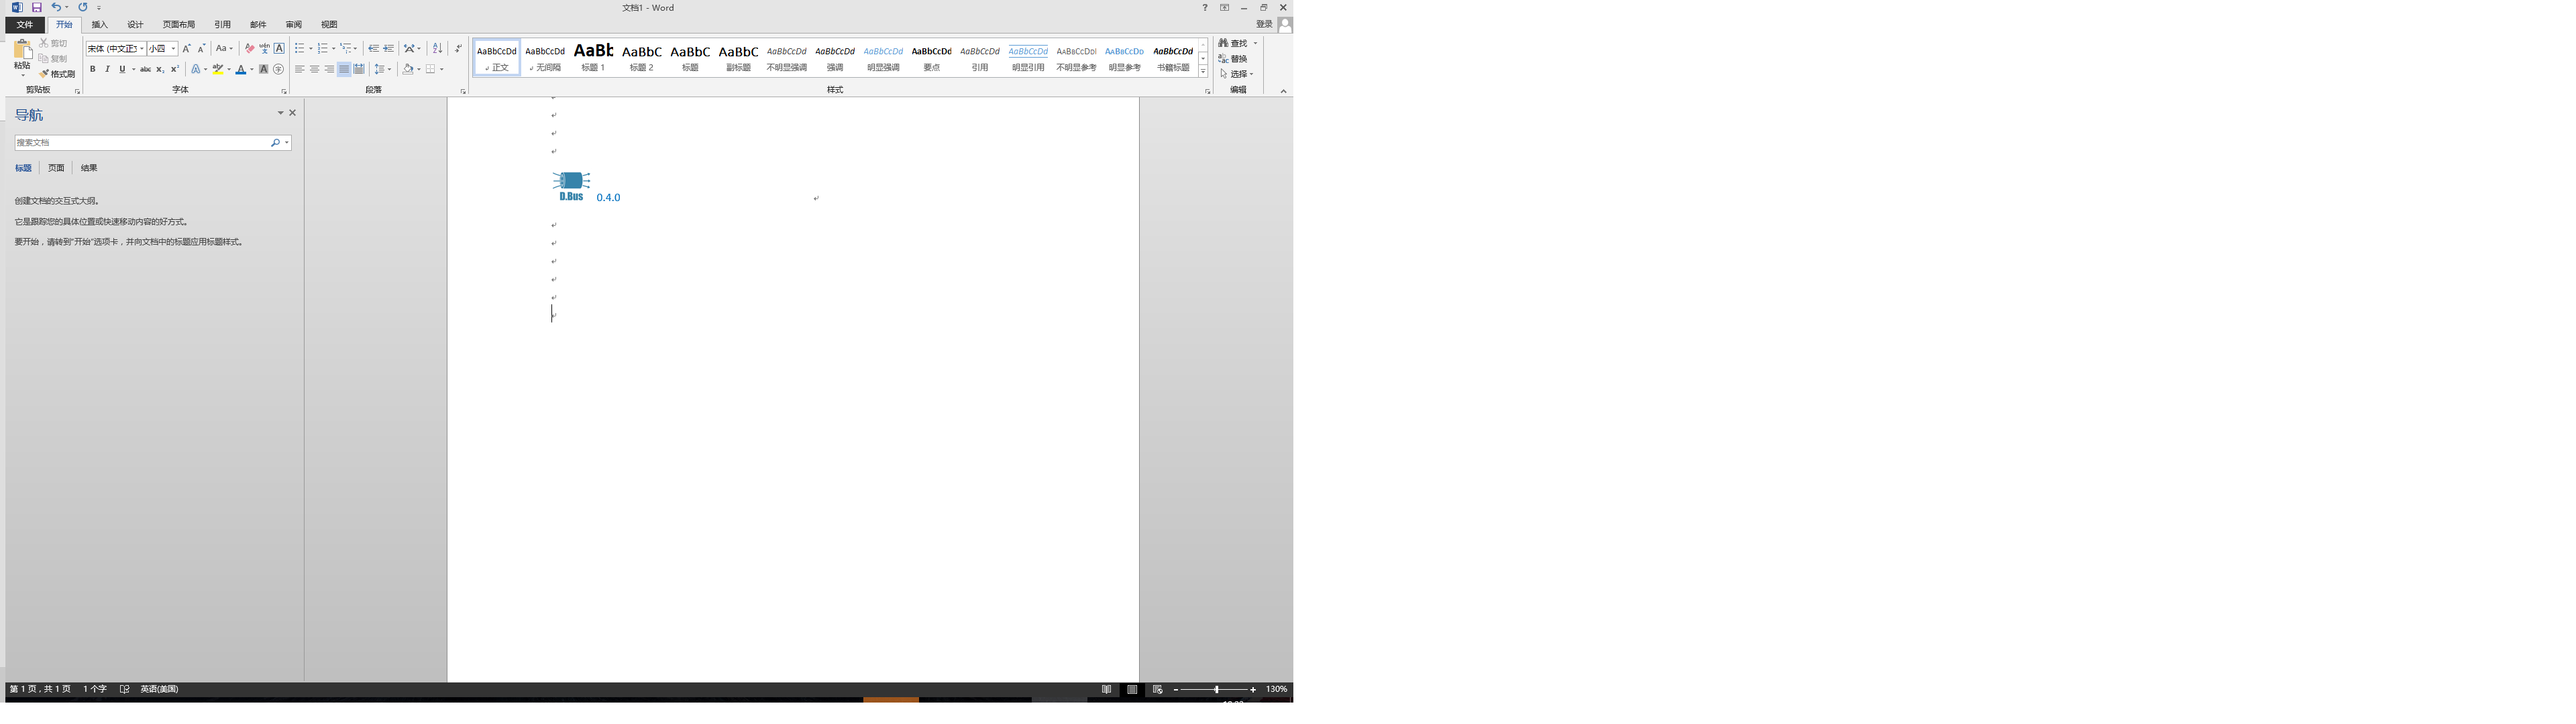 文档1 - Word
文件 开始 插入 设计 页面布局 引用 邮件 审阅 视图 登录
粘贴 剪切 复制 格式刷 剪贴板
宋体 (中文正文 小四 Aa
B I U abc x₂ x² A 字体
段落
AaBbCcDd AaBbCcDd AaBb AaBbC AaBbC AaBbC AaBbCcDd AaBbCcDd AaBbCcDd AaBbCcDd AaBbCcDd AaBbCcDd AaBbCcDd AaBbCcDd AaBbCcDd
正文 无间隔 标题 1 标题 2 标题 副标题 不明显强调 强调 明显强调 要点 引用 明显引用 不明显参考 明显参考 书籍标题
样式
查找 替换 选择 编辑
导航
搜索文档
标题 页面 结果
创建文档的交互式大纲。
它是跟踪您的具体位置或快速移动内容的好方式。
要开始，请转到"开始"选项卡，并向文档中的标题应用标题样式。
D.Bus 0.4.0
第 1 页，共 1 页 1 个字 英语(美国) 130%